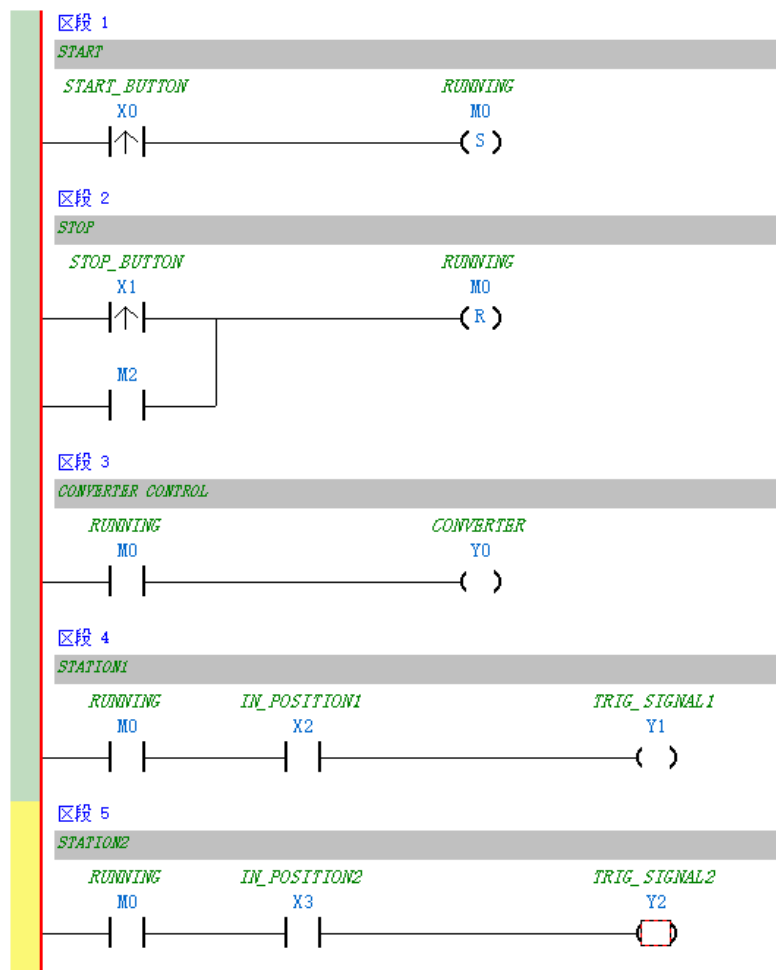 区段 1
START
START_BUTTON RUNNING
X0 M0
S
区段 2
STOP
STOP_BUTTON RUNNING
X1 M0
R
M2
区段 3
CONVERTER CONTROL
RUNNING CONVERTER
M0 Y0
区段 4
STATION1
RUNNING IN_POSITION1 TRIG_SIGNAL1
M0 X2 Y1
区段 5
STATION2
RUNNING IN_POSITION2 TRIG_SIGNAL2
M0 X3 Y2